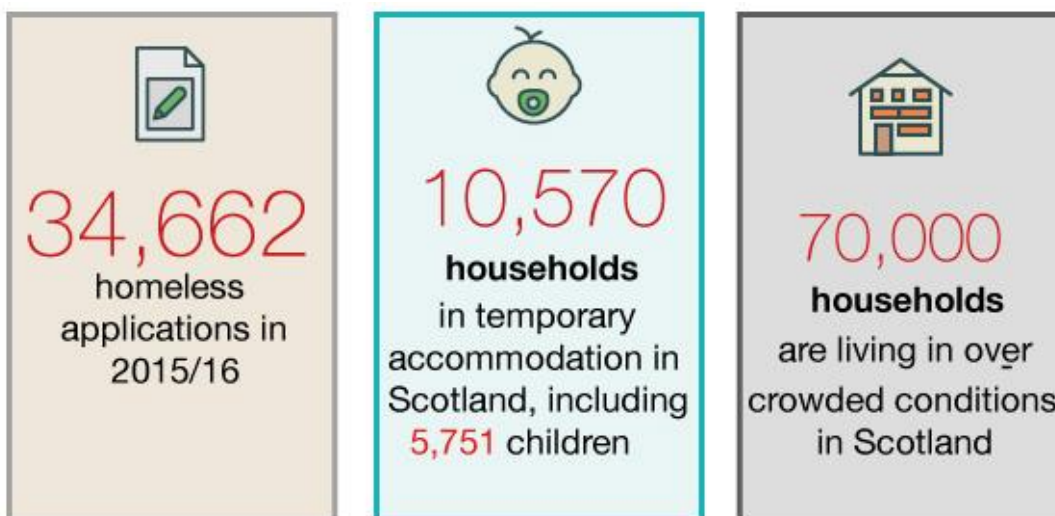 34,662
homeless
applications in
2015/16
10,570
households
in temporary
accommodation in
Scotland, including
5,751 children
70,000
households
are living in over
crowded conditions
in Scotland